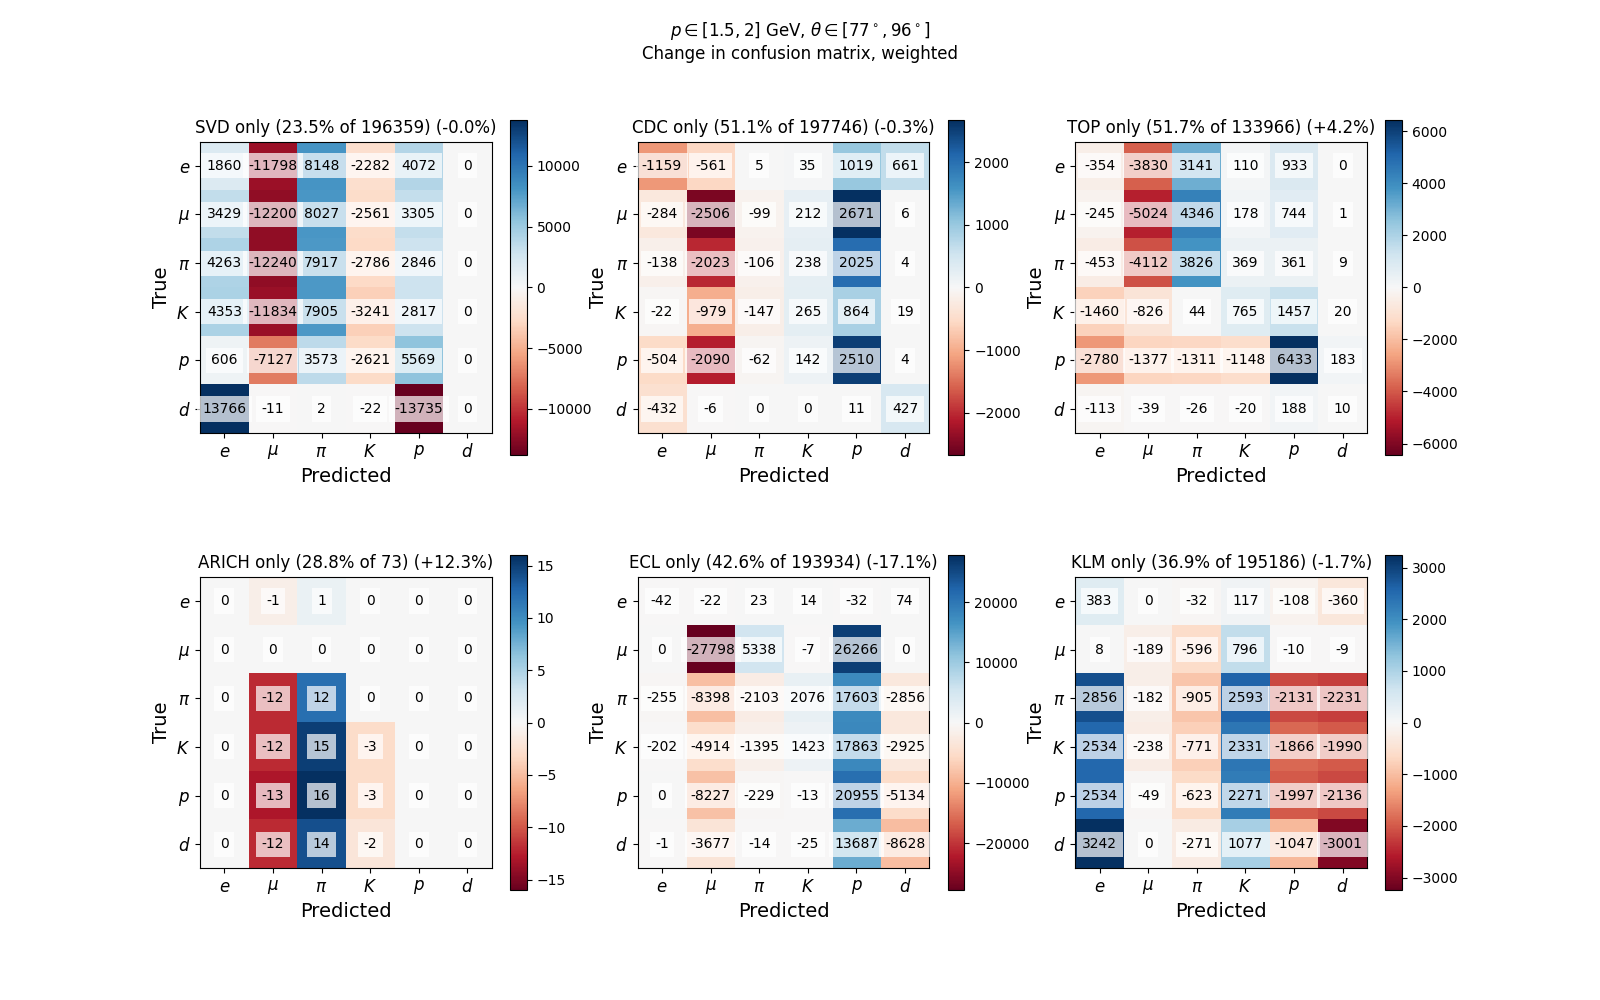 p ∈ [1.5, 2] GeV, θ ∈ [77°, 96°]
Change in confusion matrix, weighted
SVD only (23.5% of 196359) (-0.0%)
True
e 1860 -11798 8148 -2282 4072 0
μ 3429 -12200 8027 -2561 3305 0
π 4263 -12240 7917 -2786 2846 0
K 4353 -11834 7905 -3241 2817 0
p 606 -7127 3573 -2621 5569 0
d 13766 -11 2 -22 -13735 0
e μ π K p d
Predicted
10000
5000
0
−5000
−10000
CDC only (51.1% of 197746) (-0.3%)
True
e -1159 -561 5 35 1019 661
μ -284 -2506 -99 212 2671 6
π -138 -2023 -106 238 2025 4
K -22 -979 -147 265 864 19
p -504 -2090 -62 142 2510 4
d -432 -6 0 0 11 427
e μ π K p d
Predicted
2000
1000
0
−1000
−2000
TOP only (51.7% of 133966) (+4.2%)
True
e -354 -3830 3141 110 933 0
μ -245 -5024 4346 178 744 1
π -453 -4112 3826 369 361 9
K -1460 -826 44 765 1457 20
p -2780 -1377 -1311 -1148 6433 183
d -113 -39 -26 -20 188 10
e μ π K p d
Predicted
6000
4000
2000
0
−2000
−4000
−6000
ARICH only (28.8% of 73) (+12.3%)
True
e 0 -1 1 0 0 0
μ 0 0 0 0 0 0
π 0 -12 12 0 0 0
K 0 -12 15 -3 0 0
p 0 -13 16 -3 0 0
d 0 -12 14 -2 0 0
e μ π K p d
Predicted
15
10
5
0
−5
−10
−15
ECL only (42.6% of 193934) (-17.1%)
True
e -42 -22 23 14 -32 74
μ 0 -27798 5338 -7 26266 0
π -255 -8398 -2103 2076 17603 -2856
K -202 -4914 -1395 1423 17863 -2925
p 0 -8227 -229 -13 20955 -5134
d -1 -3677 -14 -25 13687 -8628
e μ π K p d
Predicted
20000
10000
0
−10000
−20000
KLM only (36.9% of 195186) (-1.7%)
True
e 383 0 -32 117 -108 -360
μ 8 -189 -596 796 -10 -9
π 2856 -182 -905 2593 -2131 -2231
K 2534 -238 -771 2331 -1866 -1990
p 2534 -49 -623 2271 -1997 -2136
d 3242 0 -271 1077 -1047 -3001
e μ π K p d
Predicted
3000
2000
1000
0
−1000
−2000
−3000